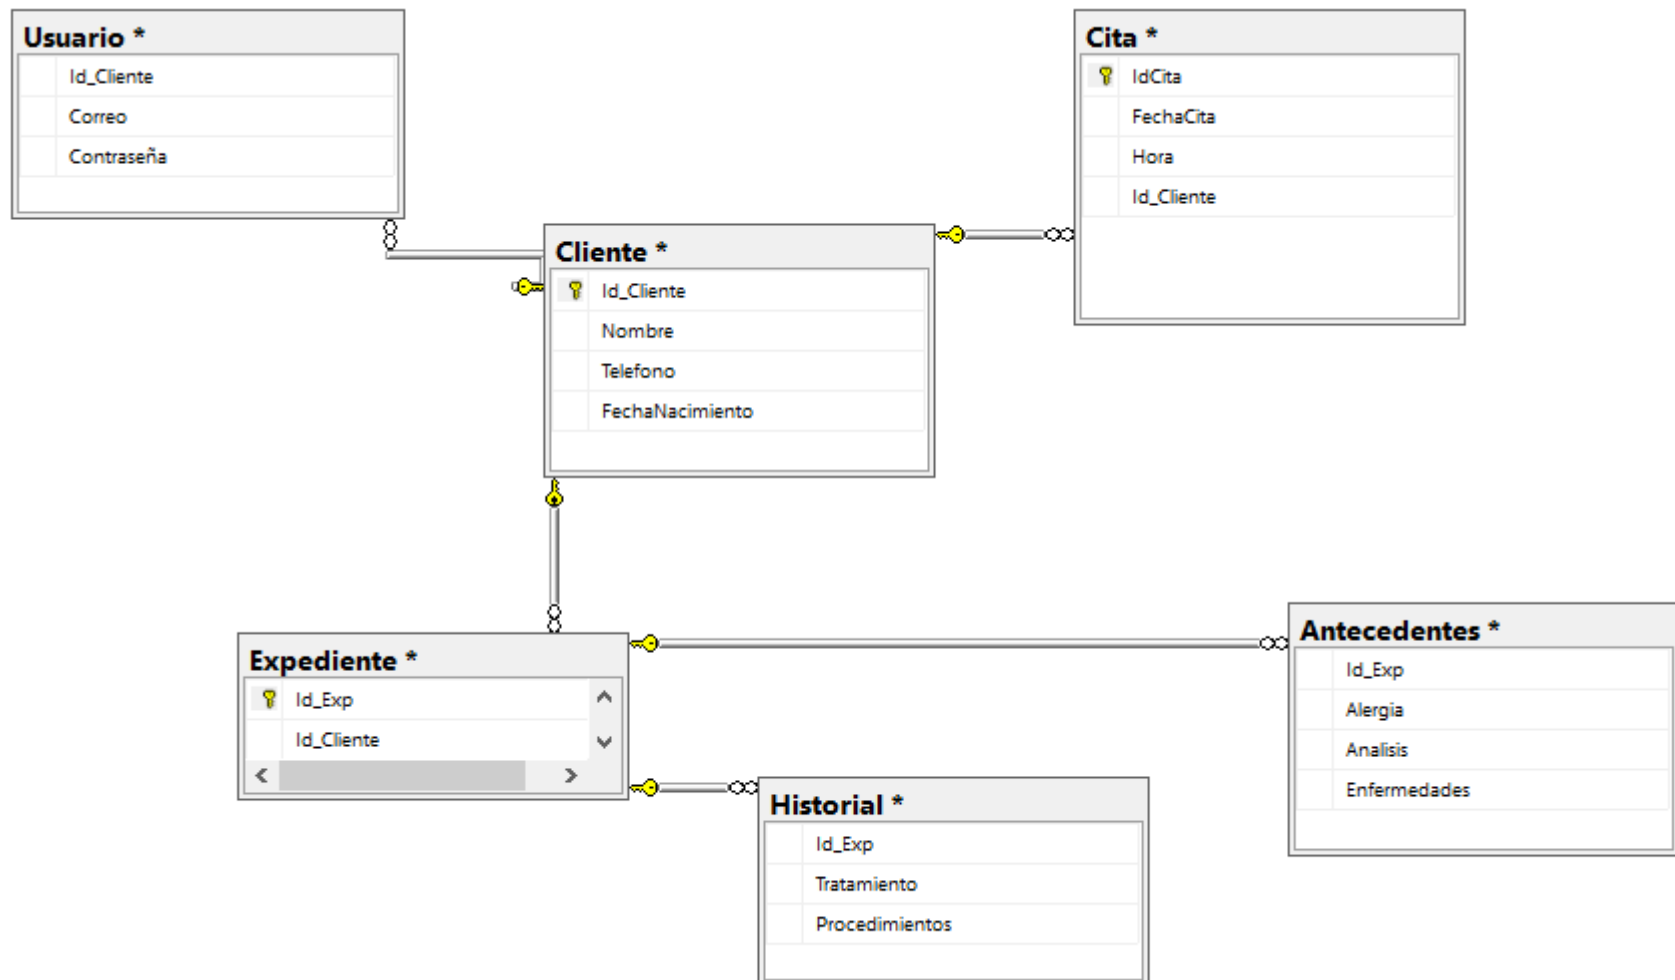 Usuario *
Id_Cliente
Correo
Contraseña
Cita *
IdCita
FechaCita
Hora
Id_Cliente
Cliente *
Id_Cliente
Nombre
Telefono
FechaNacimiento
Expediente *
Id_Exp
Id_Cliente
Antecedentes *
Id_Exp
Alergia
Analisis
Enfermedades
Historial *
Id_Exp
Tratamiento
Procedimientos